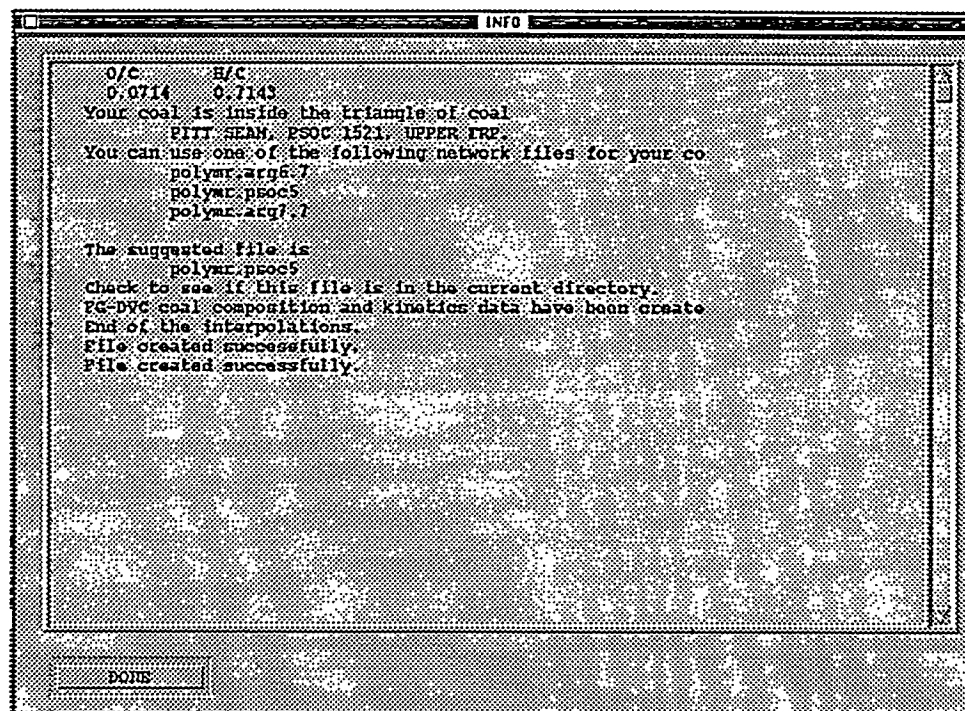 INFO
O/C H/C
0.0714 0.7143
Your coal is inside the triangle of coal
PITT SEAM, PSOC 1521, UPPER FRP.
You can use one of the following network files for your co
polymr.arg6.7
polymr.psoc5
polymr.arg7.7
The suggested file is
polymr.psoc5
Check to see if this file is in the current directory.
FG-DVC coal composition and kinetics data have been create
End of the interpolations.
File created successfully.
File created successfully.
DONE